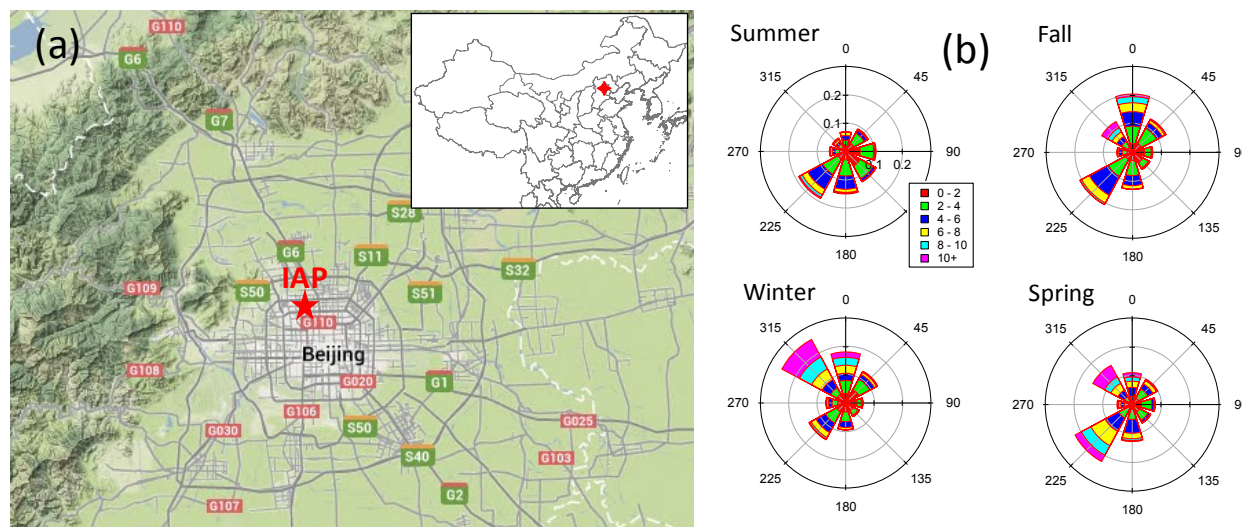 (a)
G110
G6
G7
S28
G6
S11
S32
IAP
S50
S51
G109
G110
Beijing
G108
G020
G1
G106
G025
S50
G030
S40
G103
G2
G107
(b)
Summer
0
315
45
0.2
0.1
270
0.1
0.2
90
225
180
0 - 2
2 - 4
4 - 6
6 - 8
8 - 10
10+
Fall
0
315
45
270
9
225
135
180
Winter
0
315
45
270
90
225
135
180
Spring
0
315
45
270
9
225
135
180